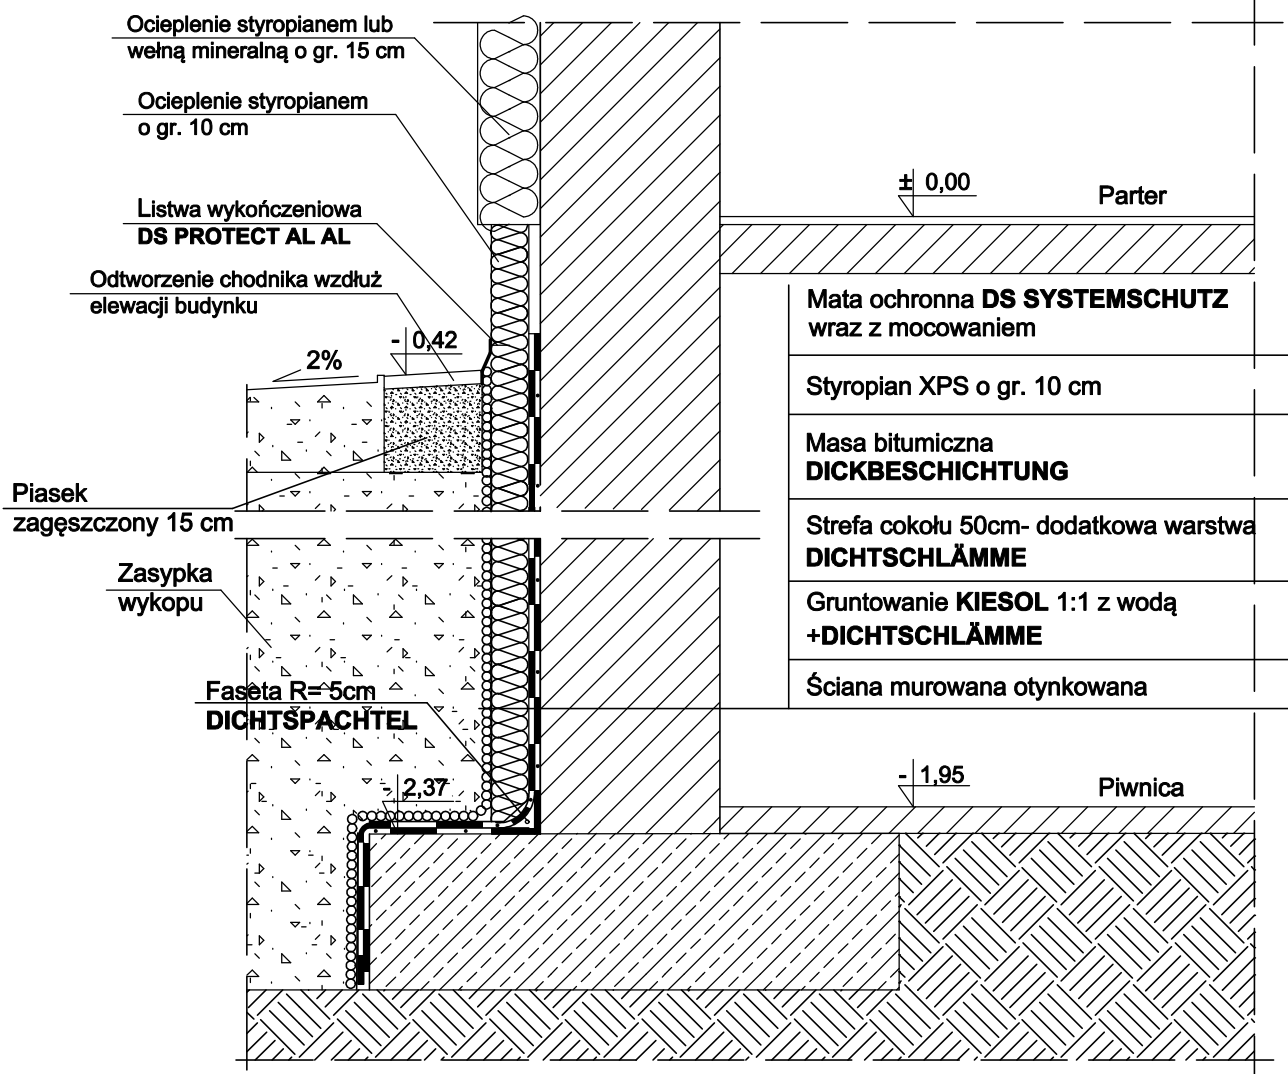 Ocieplenie styropianem lub
wełną mineralną o gr. 15 cm
Ocieplenie styropianem
o gr. 10 cm
Listwa wykończeniowa
DS PROTECT AL AL
Odtworzenie chodnika wzdłuż
elewacji budynku
- 0,42
2%
Piasek
zagęszczony 15 cm
Zasypka
wykopu
Faseta R= 5cm
DICHTSPACHTEL
- 2,37
± 0,00
Parter
Mata ochronna DS SYSTEMSCHUTZ
wraz z mocowaniem
Styropian XPS o gr. 10 cm
Masa bitumiczna
DICKBESCHICHTUNG
Strefa cokołu 50cm- dodatkowa warstwa
DICHTSCHLÄMME
Gruntowanie KIESOL 1:1 z wodą
+DICHTSCHLÄMME
Ściana murowana otynkowana
- 1,95
Piwnica